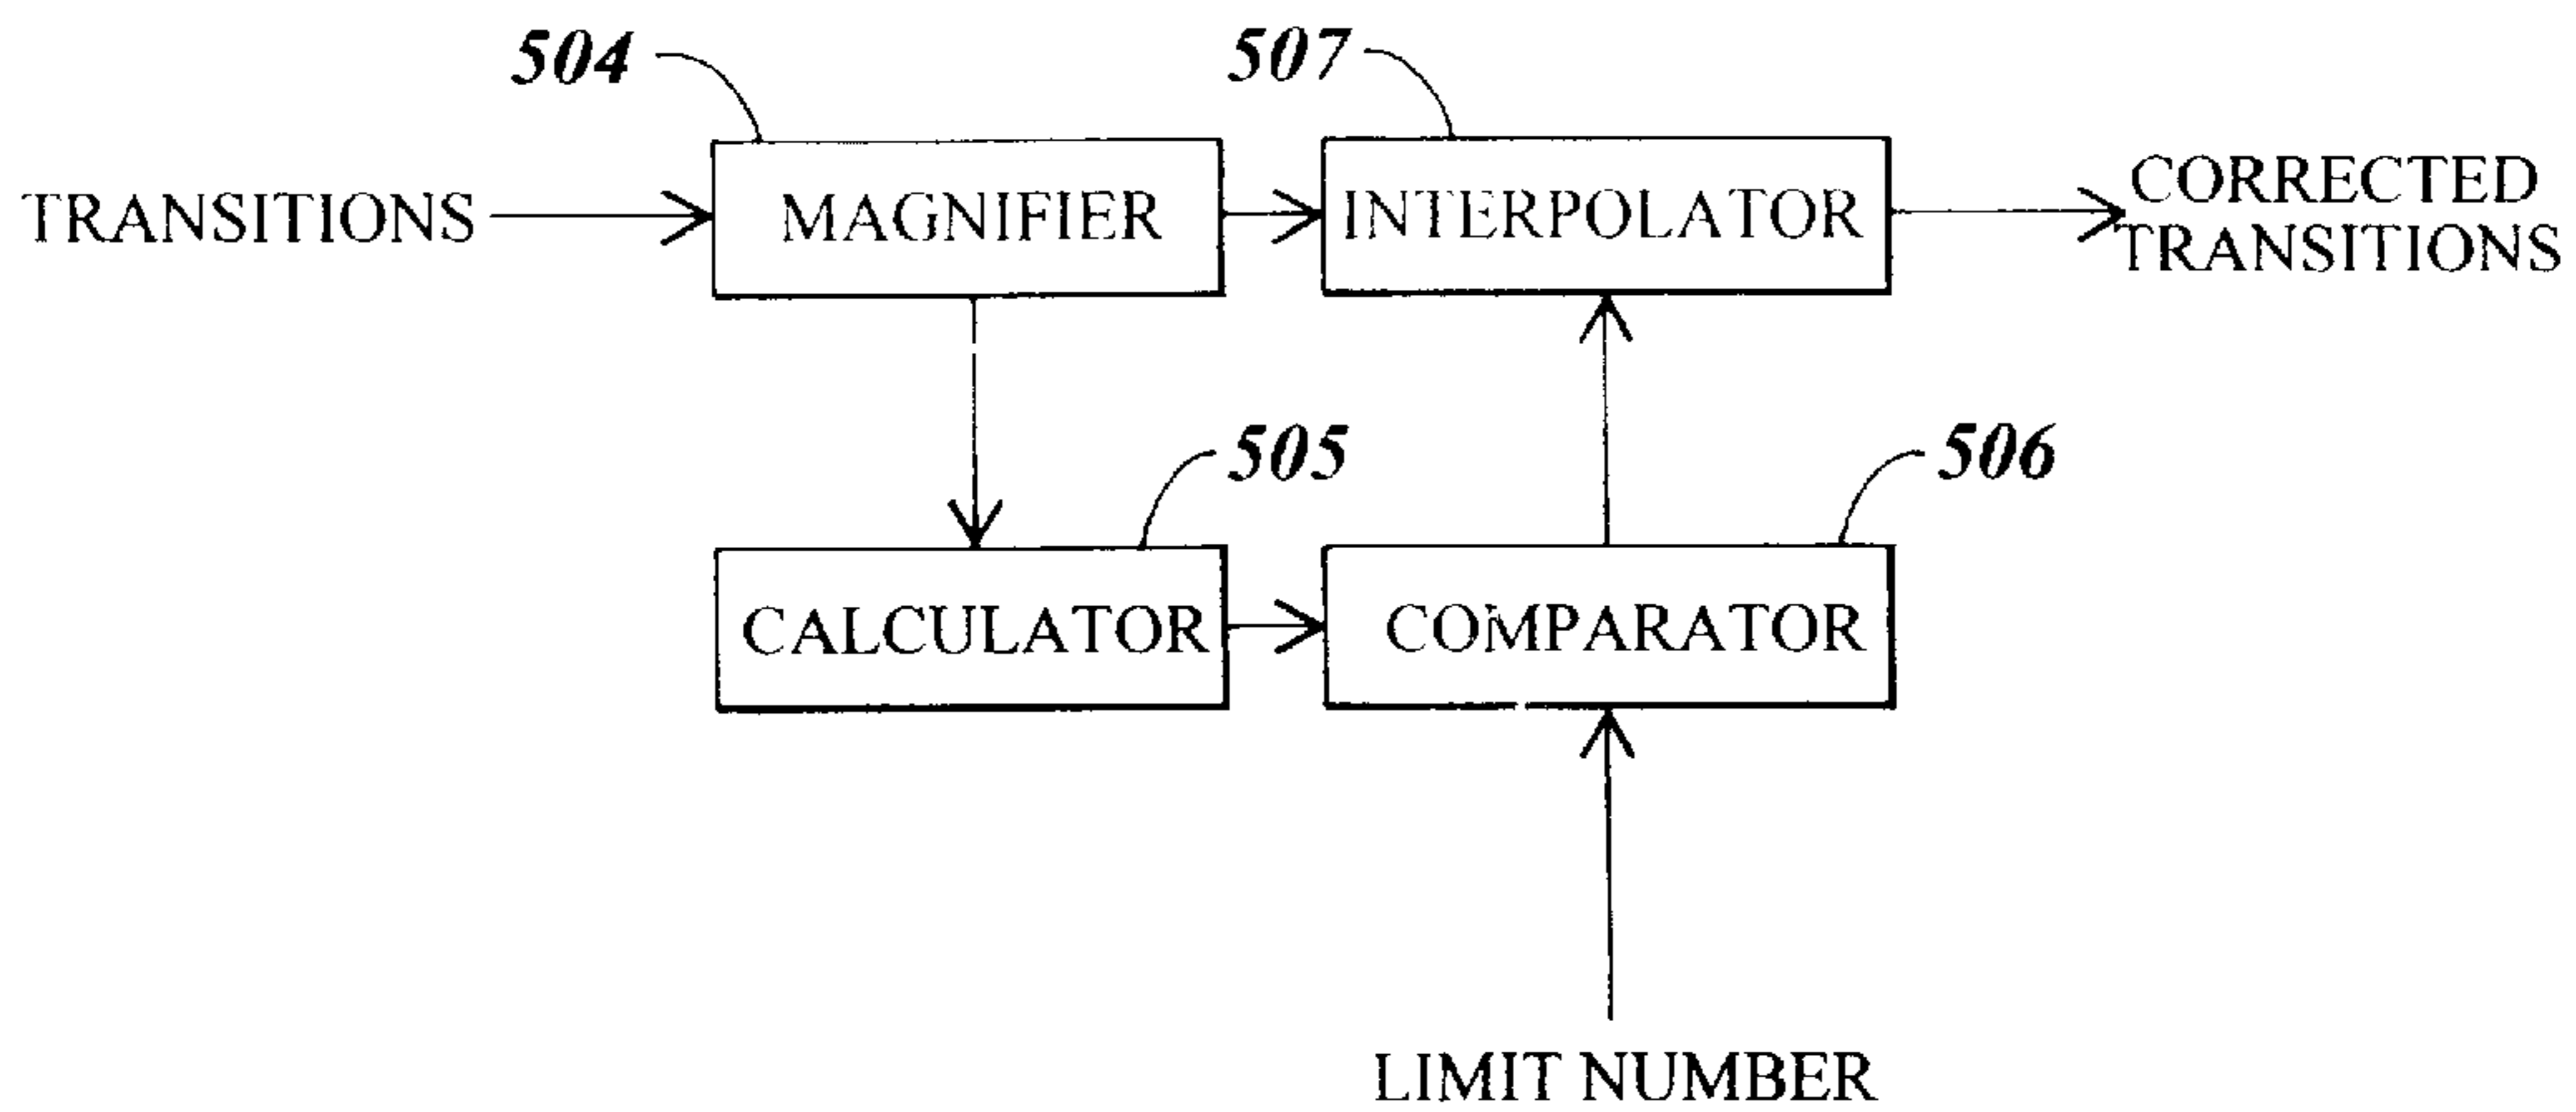 504
507
TRANSITIONS
MAGNIFIER
INTERPOLATOR
CORRECTED
TRANSITIONS
505
506
CALCULATOR
COMPARATOR
LIMIT NUMBER